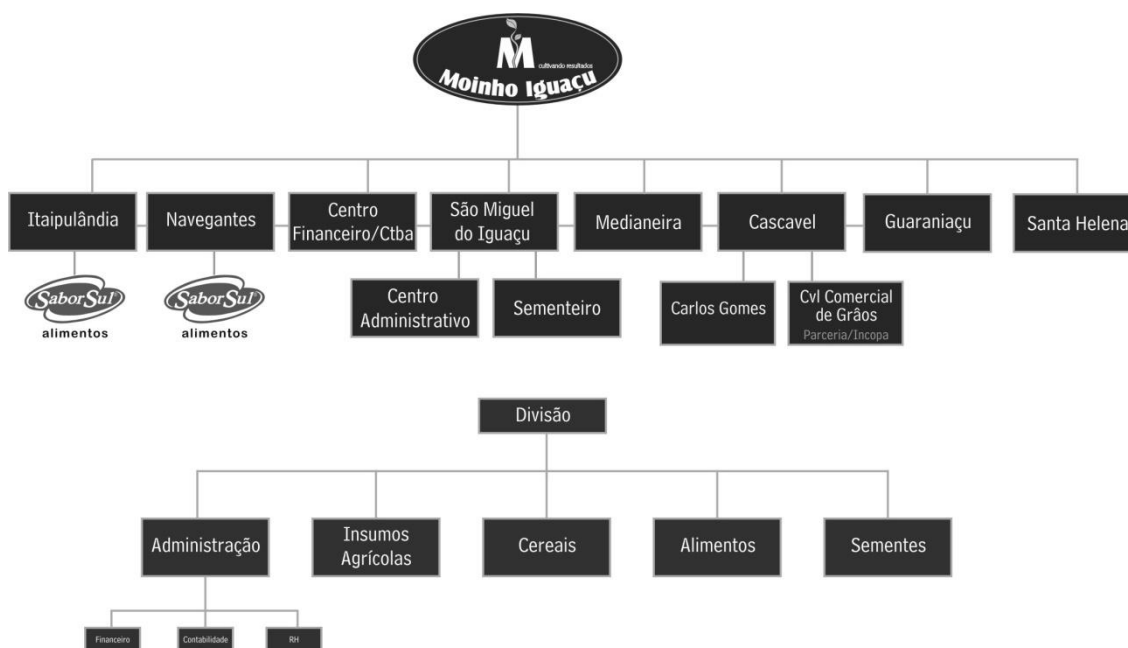 M
cultivando resultados
Moinho Iguaçu
Itaipulândia
Navegantes
Centro
Financeiro/Ctba
São Miguel
do Iguaçu
Medianeira
Cascavel
Guaraniaçu
Santa Helena
SaborSul
alimentos
SaborSul
alimentos
Centro
Administrativo
Sementeiro
Carlos Gomes
Cvl Comercial
de Grâos
Parceria/Incopa
Divisão
Administração
Insumos
Agrícolas
Cereais
Alimentos
Sementes
Financeiro
Contabilidade
RH